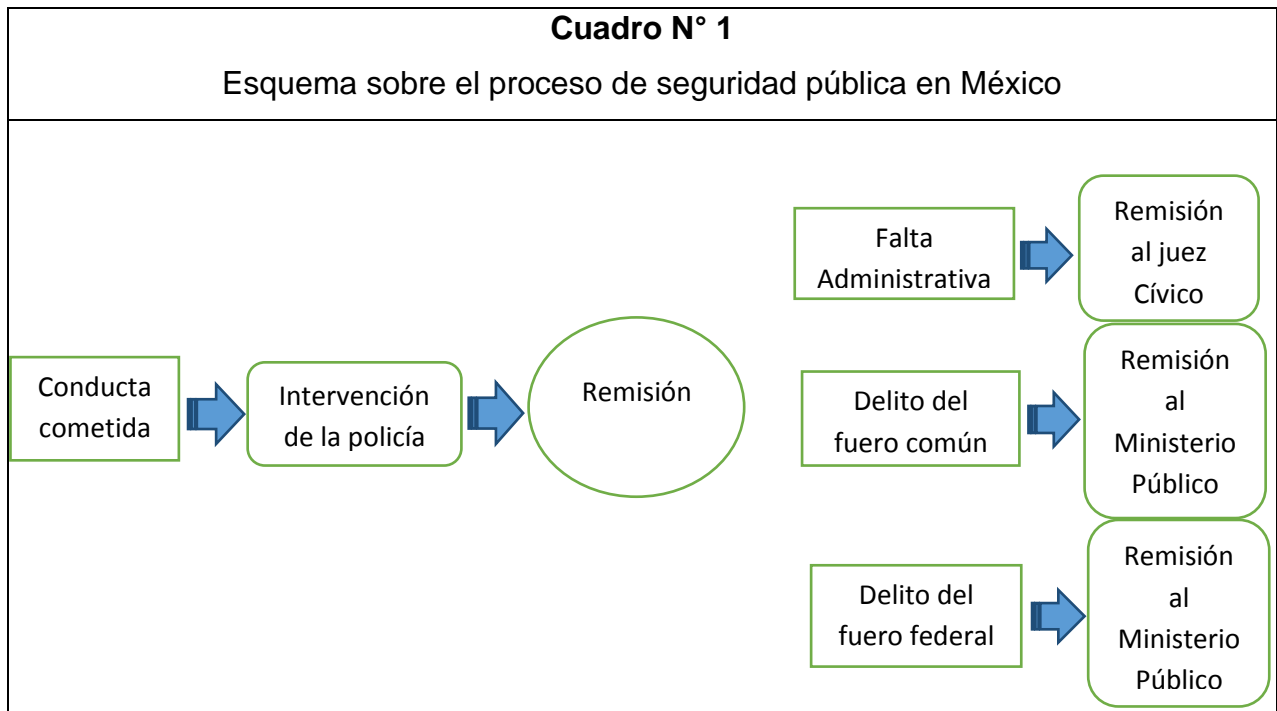 Cuadro N° 1
Esquema sobre el proceso de seguridad pública en México
Conducta
cometida
Intervención
de la policía
Remisión
Falta
Administrativa
Remisión
al juez
Cívico
Delito del
fuero común
Remisión
al
Ministerio
Público
Delito del
fuero federal
Remisión
al
Ministerio
Público